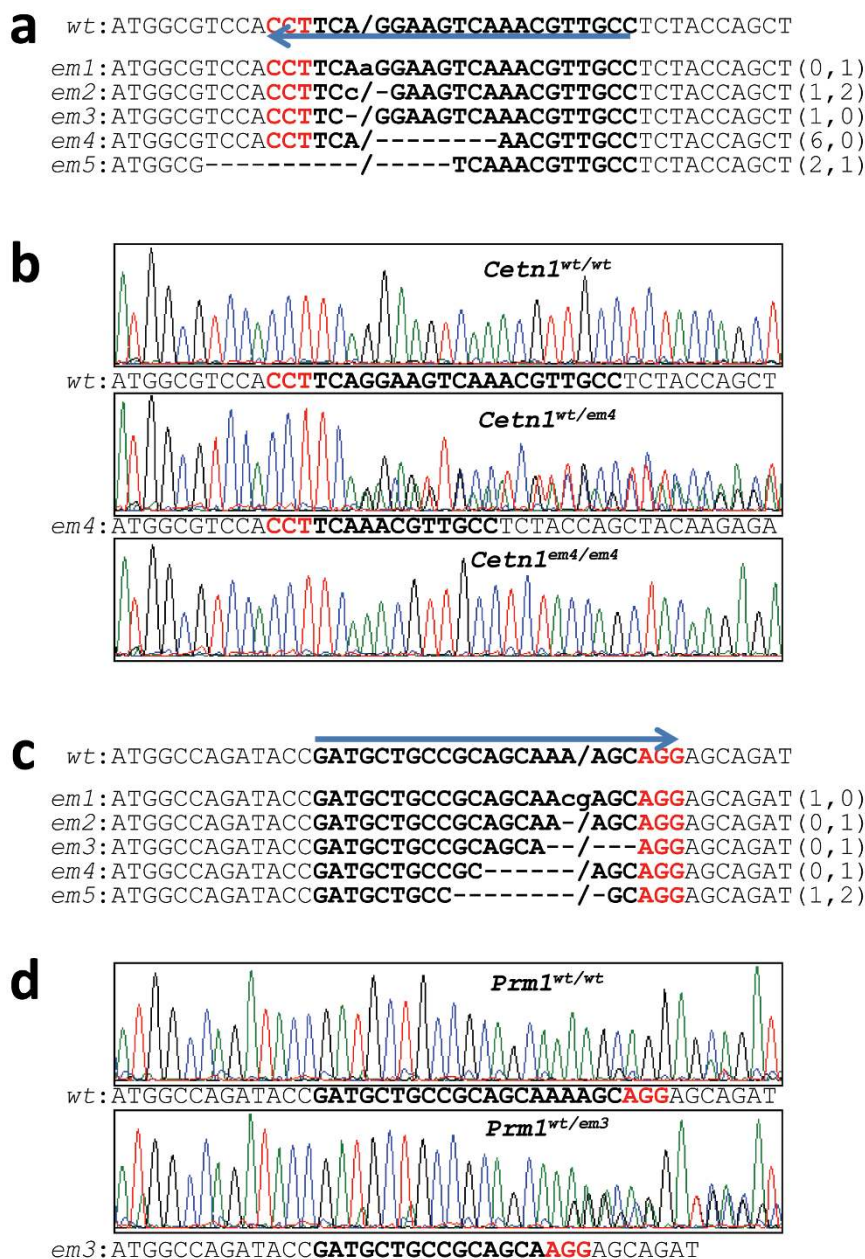 a
wt:ATGGCGTCCACCTTCA/GGAAGTCAAACGTTGCCTCTACCAGCT
em1:ATGGCGTCCACCTTCAaGGAAGTCAAACGTTGCCTCTACCAGCT(0,1)
em2:ATGGCGTCCACCTTCc/-GAAGTCAAACGTTGCCTCTACCAGCT(1,2)
em3:ATGGCGTCCACCTTC-/GGAAGTCAAACGTTGCCTCTACCAGCT(1,0)
em4:ATGGCGTCCACCTTCA/--------AACGTTGCCTCTACCAGCT(6,0)
em5:ATGGCG----------/-----TCAAACGTTGCCTCTACCAGCT(2,1)
b
Cetn1wt/wt
wt:ATGGCGTCCACCTTCAGGAAGTCAAACGTTGCCTCTACCAGCT
Cetn1wt/em4
em4:ATGGCGTCCACCTTCAAACGTTGCCTCTACCAGCTACAAGAGA
Cetn1em4/em4
c
wt:ATGGCCAGATACCGATGCTGCCGCAGCAAA/AGCAGGAGCAGAT
em1:ATGGCCAGATACCGATGCTGCCGCAGCAAcgAGCAGGAGCAGAT(1,0)
em2:ATGGCCAGATACCGATGCTGCCGCAGCAA-/AGCAGGAGCAGAT(0,1)
em3:ATGGCCAGATACCGATGCTGCCGCAGCA--/---AGGAGCAGAT(0,1)
em4:ATGGCCAGATACCGATGCTGCCGC------/AGCAGGAGCAGAT(0,1)
em5:ATGGCCAGATACCGATGCTGCC--------/-GCAGGAGCAGAT(1,2)
d
Prm1wt/wt
wt:ATGGCCAGATACCGATGCTGCCGCAGCAAAAGCAGGAGCAGAT
Prm1wt/em3
em3:ATGGCCAGATACCGATGCTGCCGCAGCAAGGAGCAGAT